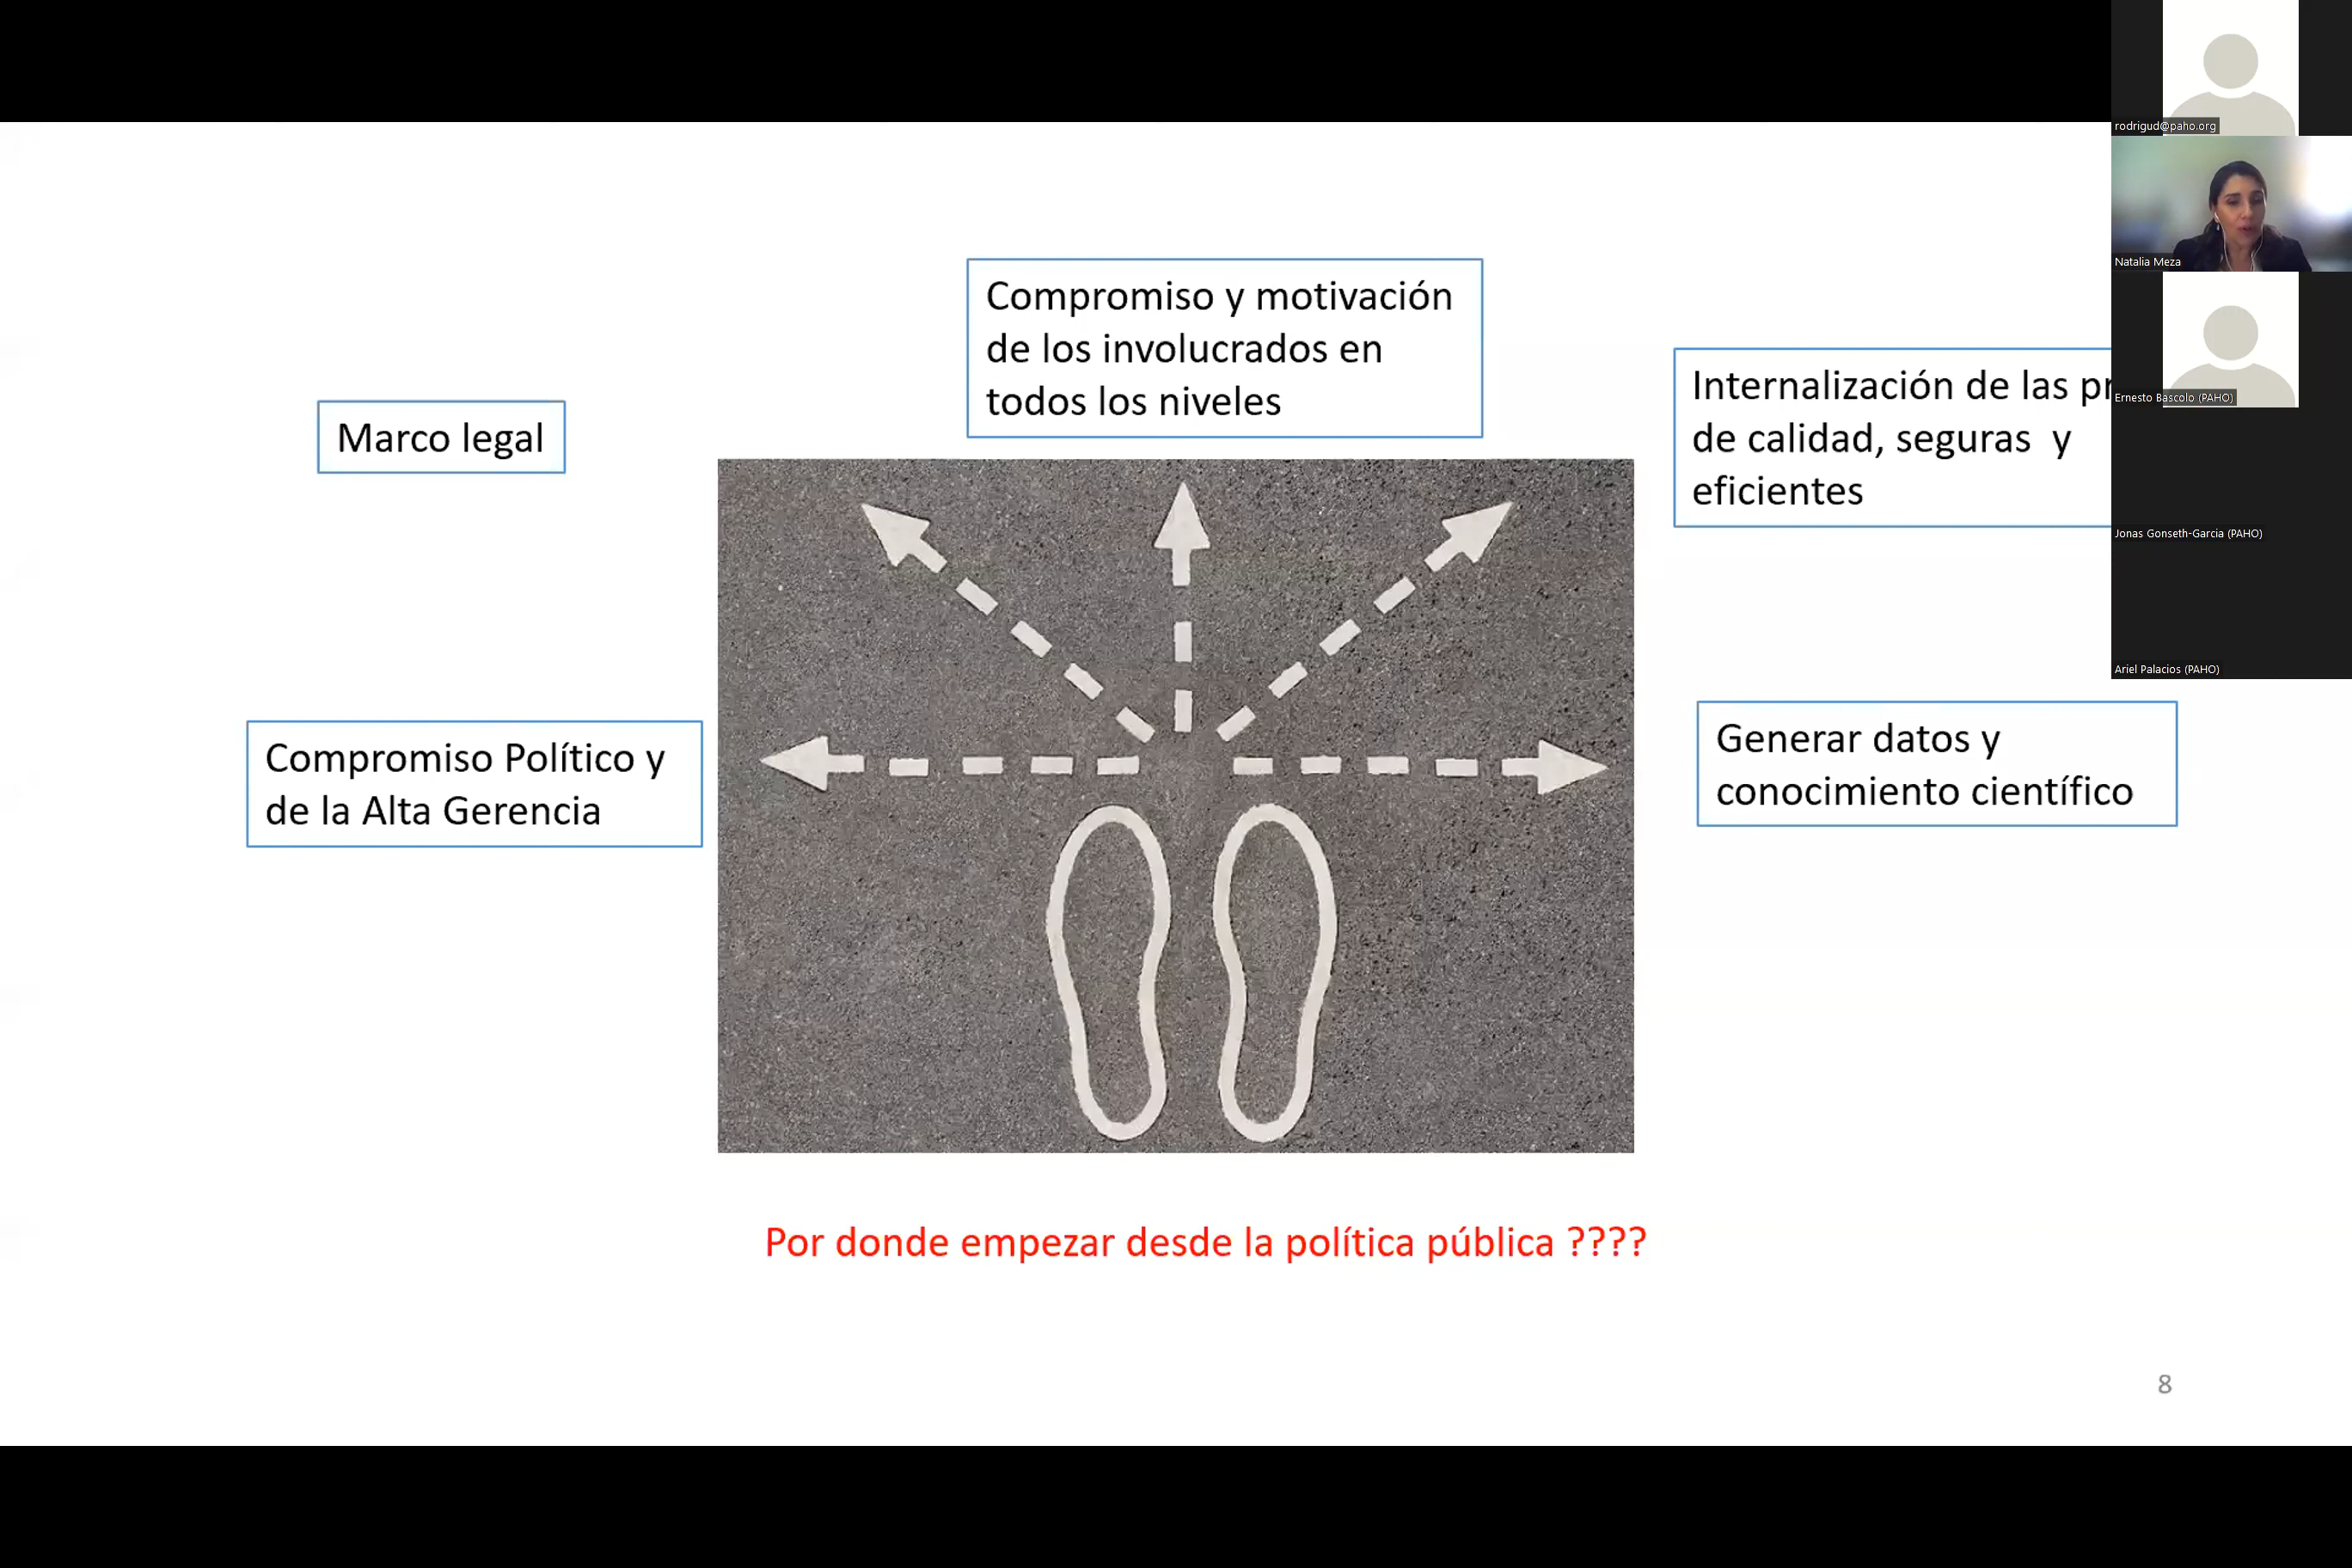 Compromiso y motivación
de los involucrados en
todos los niveles
Marco legal
Internalización de las
de calidad, seguras y
eficientes
Compromiso Político y
de la Alta Gerencia
Generar datos y
conocimiento científico
Por donde empezar desde la política pública ????
8
rodrigud@paho.org
Natalia Meza
Ernesto Bascolo (PAHO)
Jonas Gonseth-Garcia (PAHO)
Ariel Palacios (PAHO)